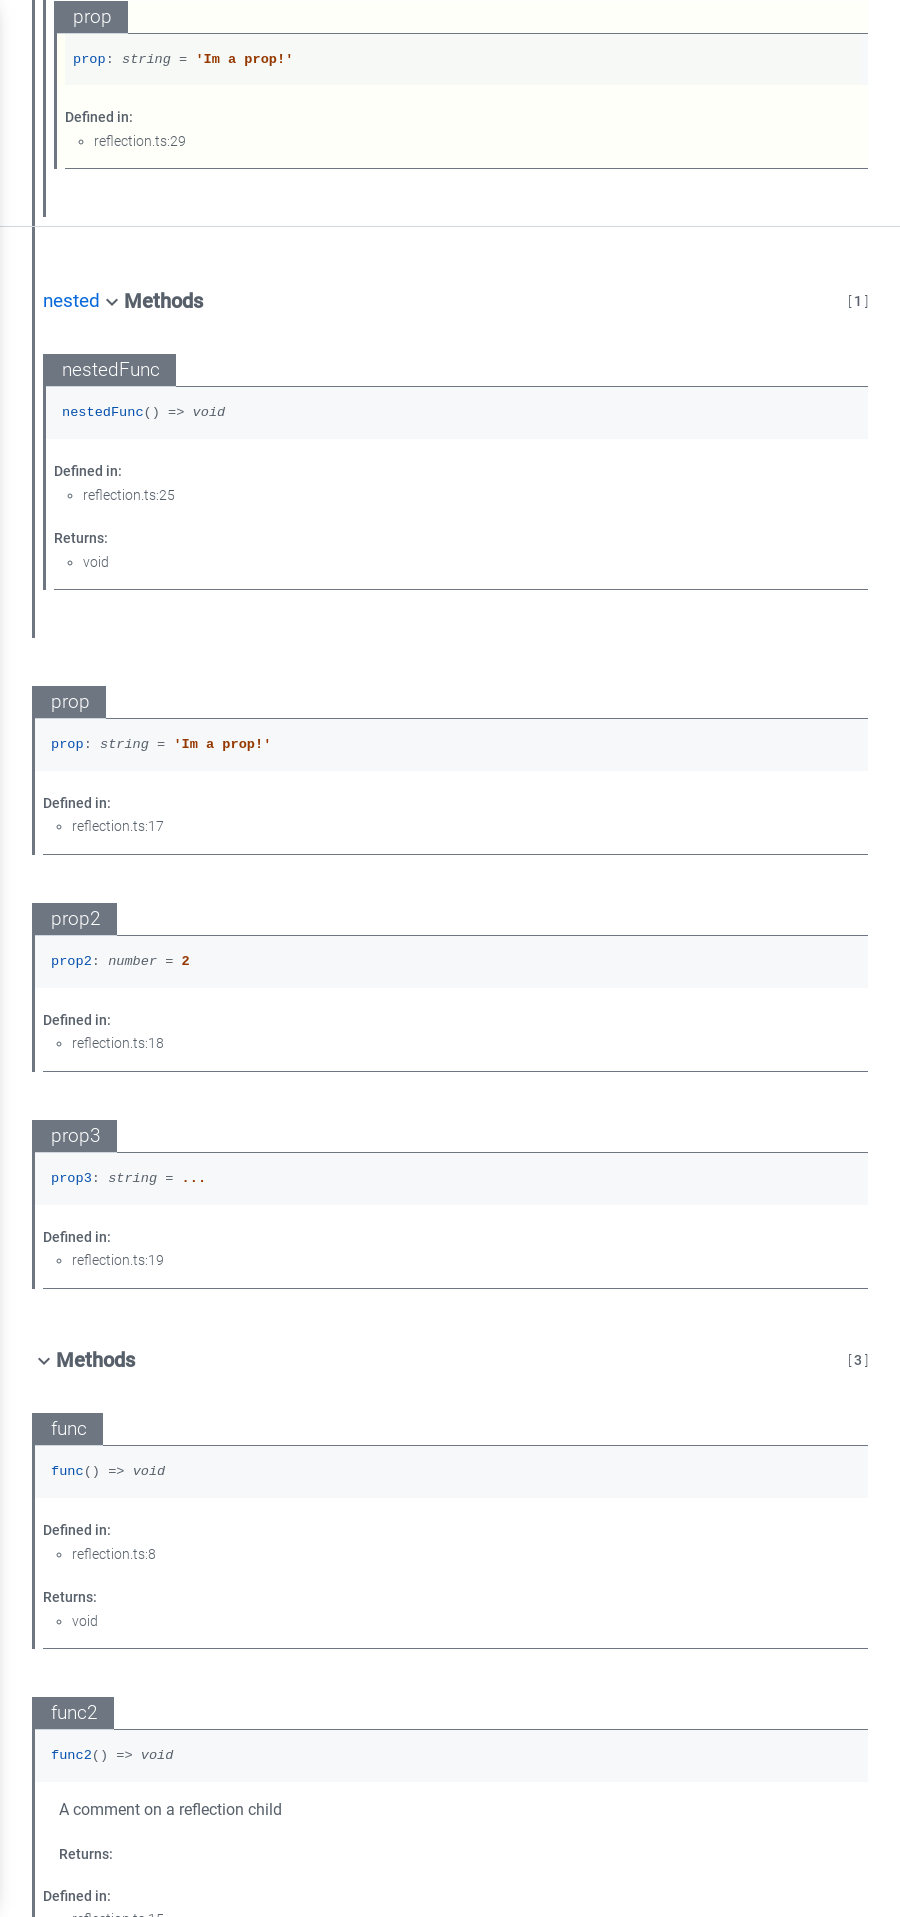 prop
prop: string = 'Im a prop!'
Defined in:
reflection.ts:29
nested Methods [ 1 ]
nestedFunc
nestedFunc() => void
Defined in:
reflection.ts:25
Returns:
void
prop
prop: string = 'Im a prop!'
Defined in:
reflection.ts:17
prop2
prop2: number = 2
Defined in:
reflection.ts:18
prop3
prop3: string = ...
Defined in:
reflection.ts:19
Methods [ 3 ]
func
func() => void
Defined in:
reflection.ts:8
Returns:
void
func2
func2() => void
A comment on a reflection child
Returns:
Defined in:
reflection.ts:15